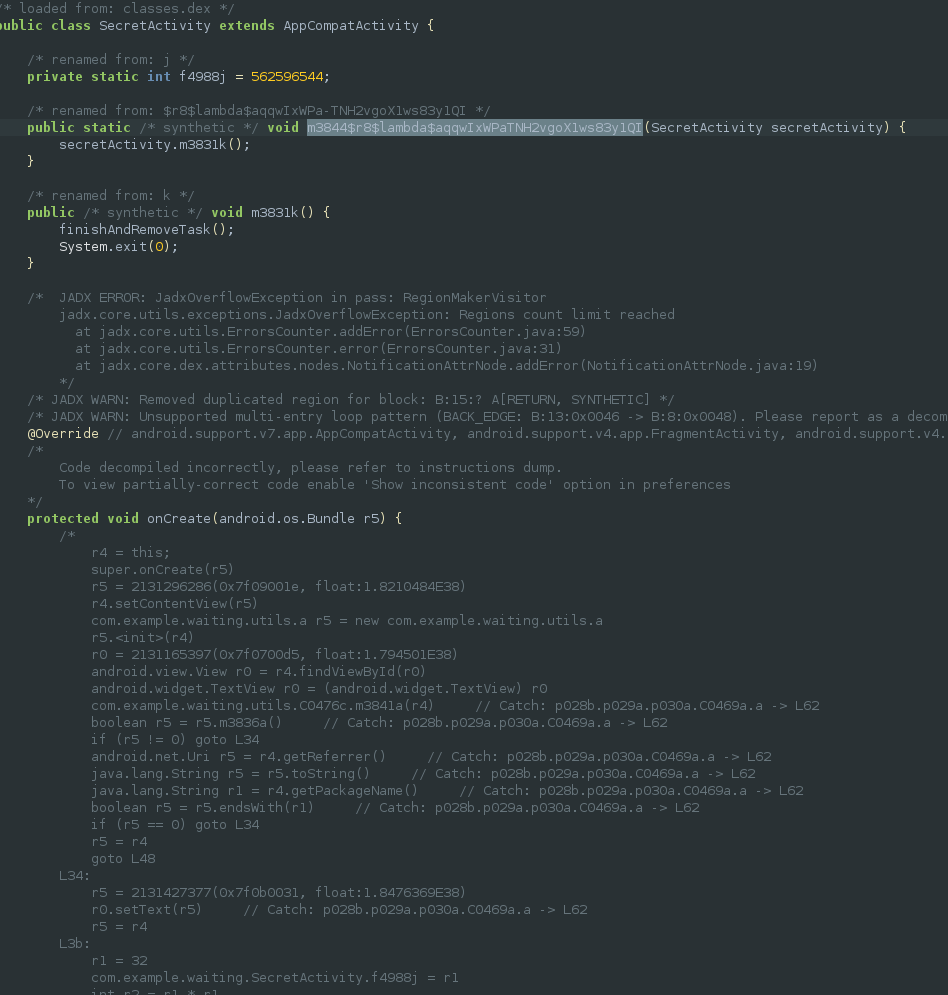 /* loaded from: classes.dex */
public class SecretActivity extends AppCompatActivity {
/* renamed from: j */
private static int f4988j = 562596544;
/* renamed from: $r8$lambda$aqqwIxWPa-TNH2vgoX1ws83y1QI */
public static /* synthetic */ void m3844$r8$lambda$aqqwIxWPaTNH2vgoX1ws83y1QI(SecretActivity secretActivity) {
secretActivity.m3831k();
}
/* renamed from: k */
public /* synthetic */ void m3831k() {
finishAndRemoveTask();
System.exit(0);
}
/*  JADX ERROR: JadxOverflowException in pass: RegionMakerVisitor
jadx.core.utils.exceptions.JadxOverflowException: Regions count limit reached
at jadx.core.utils.ErrorsCounter.addError(ErrorsCounter.java:59)
at jadx.core.utils.ErrorsCounter.error(ErrorsCounter.java:31)
at jadx.core.dex.attributes.nodes.NotificationAttrNode.addError(NotificationAttrNode.java:19)
*/
/* JADX WARN: Removed duplicated region for block: B:15:? A[RETURN, SYNTHETIC] */
/* JADX WARN: Unsupported multi-entry loop pattern (BACK_EDGE: B:13:0x0046 -> B:8:0x0048). Please report as a decom
@Override // android.support.v7.app.AppCompatActivity, android.support.v4.app.FragmentActivity, android.support.v4.
/*
Code decompiled incorrectly, please refer to instructions dump.
To view partially-correct code enable 'Show inconsistent code' option in preferences
*/
protected void onCreate(android.os.Bundle r5) {
/*
r4 = this;
super.onCreate(r5)
r5 = 2131296286(0x7f09001e, float:1.8210484E38)
r4.setContentView(r5)
com.example.waiting.utils.a r5 = new com.example.waiting.utils.a
r5.<init>(r4)
r0 = 2131165397(0x7f0700d5, float:1.794501E38)
android.view.View r0 = r4.findViewById(r0)
android.widget.TextView r0 = (android.widget.TextView) r0
com.example.waiting.utils.C0476c.m3841a(r4)     // Catch: p028b.p029a.p030a.C0469a.a -> L62
boolean r5 = r5.m3836a()     // Catch: p028b.p029a.p030a.C0469a.a -> L62
if (r5 != 0) goto L34
android.net.Uri r5 = r4.getReferrer()     // Catch: p028b.p029a.p030a.C0469a.a -> L62
java.lang.String r5 = r5.toString()     // Catch: p028b.p029a.p030a.C0469a.a -> L62
java.lang.String r1 = r4.getPackageName()     // Catch: p028b.p029a.p030a.C0469a.a -> L62
boolean r5 = r5.endsWith(r1)     // Catch: p028b.p029a.p030a.C0469a.a -> L62
if (r5 == 0) goto L34
r5 = r4
goto L48
L34:
r5 = 2131427377(0x7f0b0031, float:1.8476369E38)
r0.setText(r5)     // Catch: p028b.p029a.p030a.C0469a.a -> L62
r5 = r4
L3b:
r1 = 32
com.example.waiting.SecretActivity.f4988j = r1
int r2 = r1 * r1